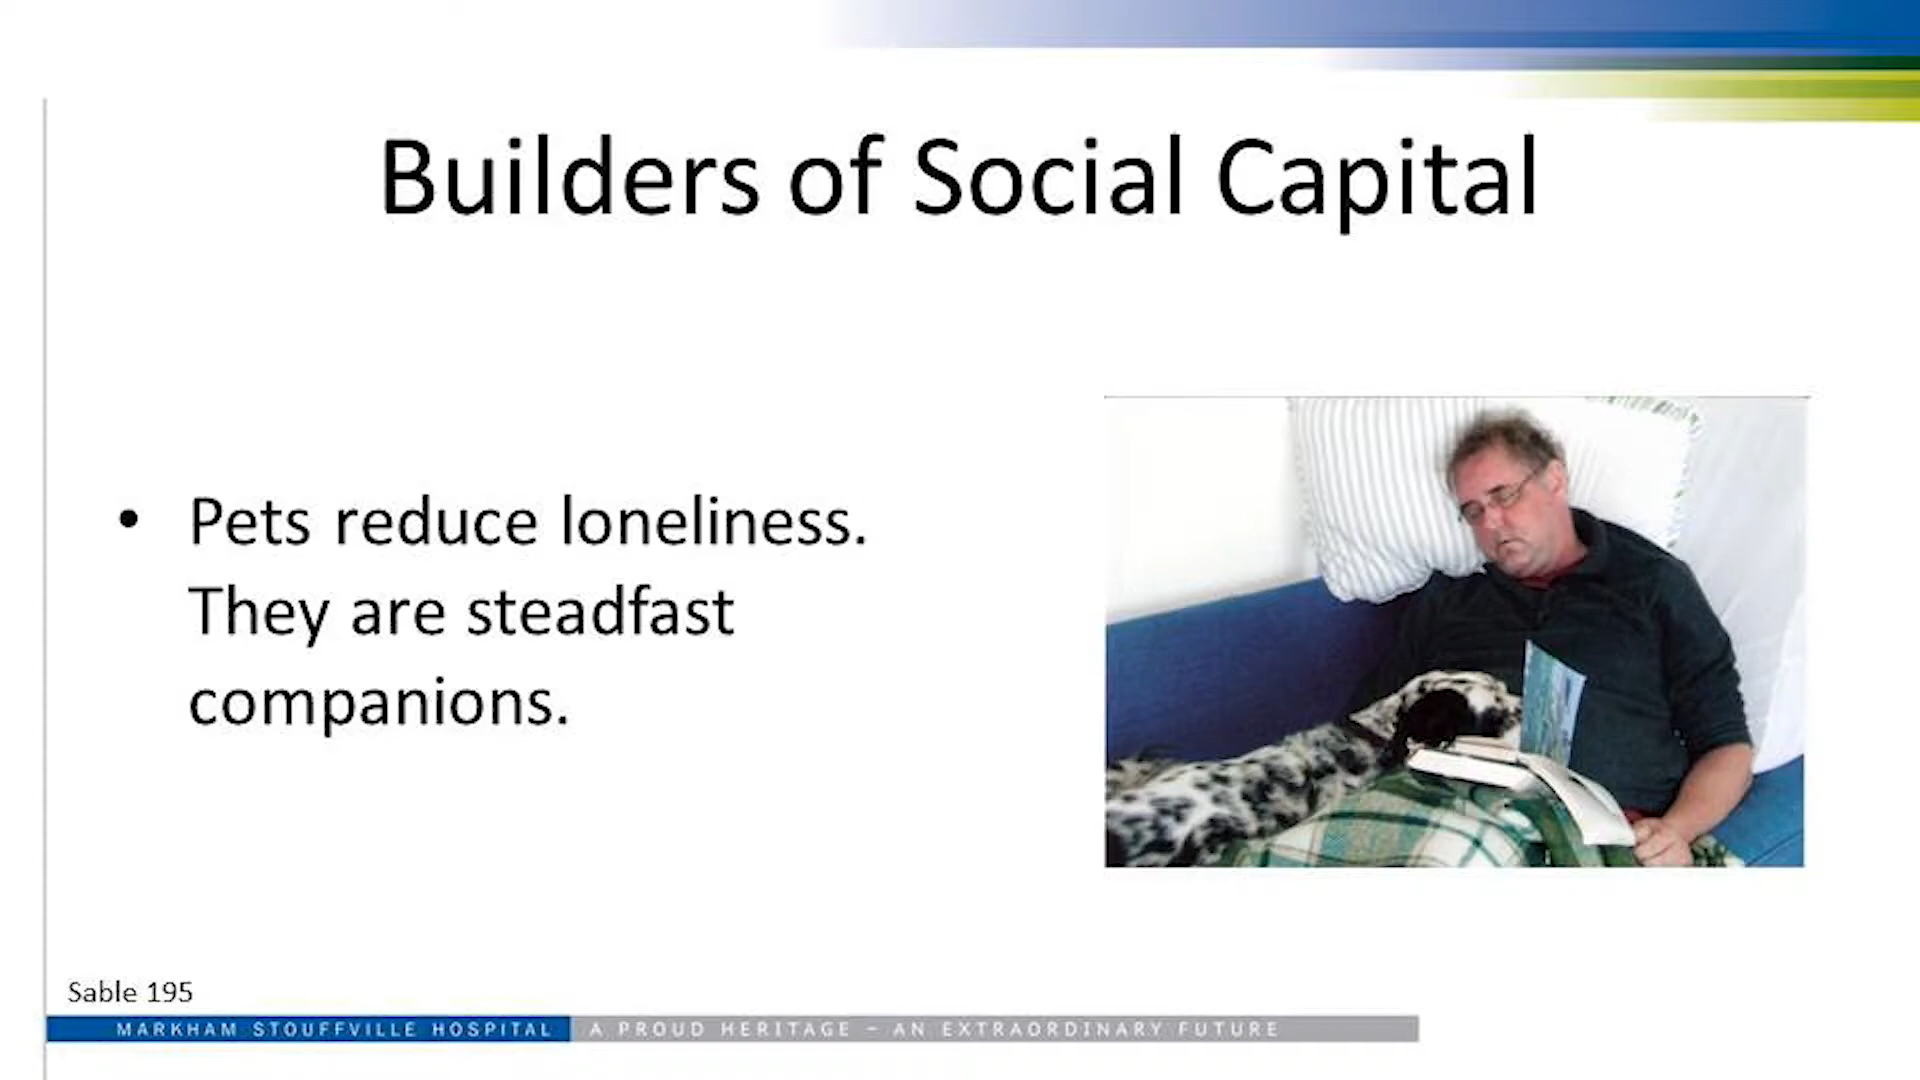 Builders of Social Capital
• Pets reduce loneliness.
They are steadfast
companions.
Sable 195
MARKHAM STOUFFVILLE HOSPITAL A PROUD HERITAGE – AN EXTRAORDINARY FUTURE